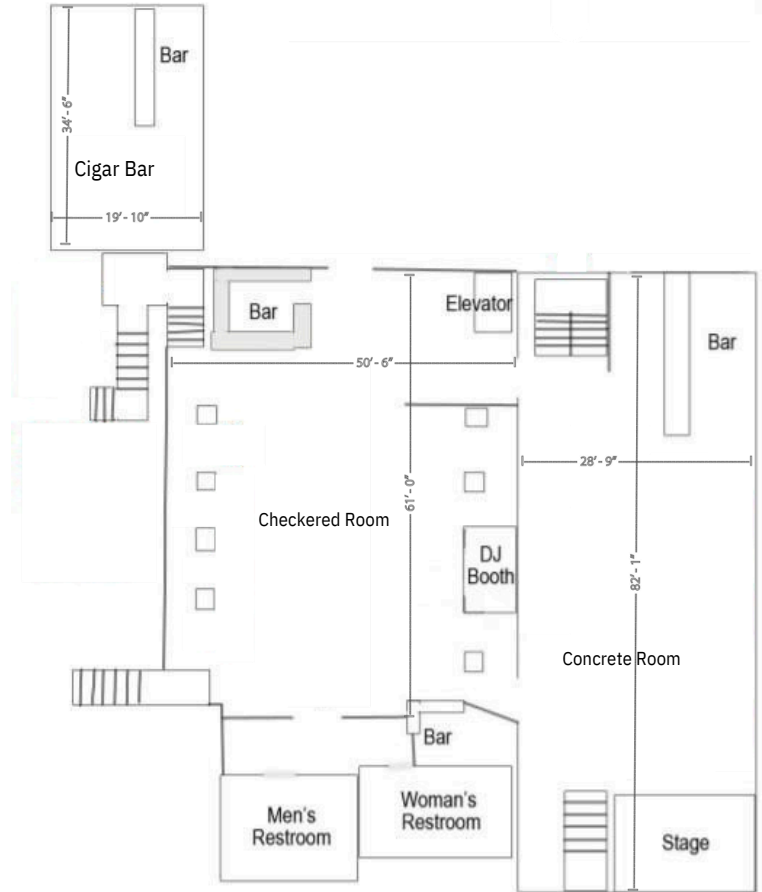 Bar
34' - 6"
Cigar Bar
19' - 10"
Bar
Elevator
Bar
50' - 6"
28' - 9"
61' - 0"
Checkered Room
DJ
Booth
82' - 1"
Concrete Room
Bar
Men's
Restroom
Woman's
Restroom
Stage